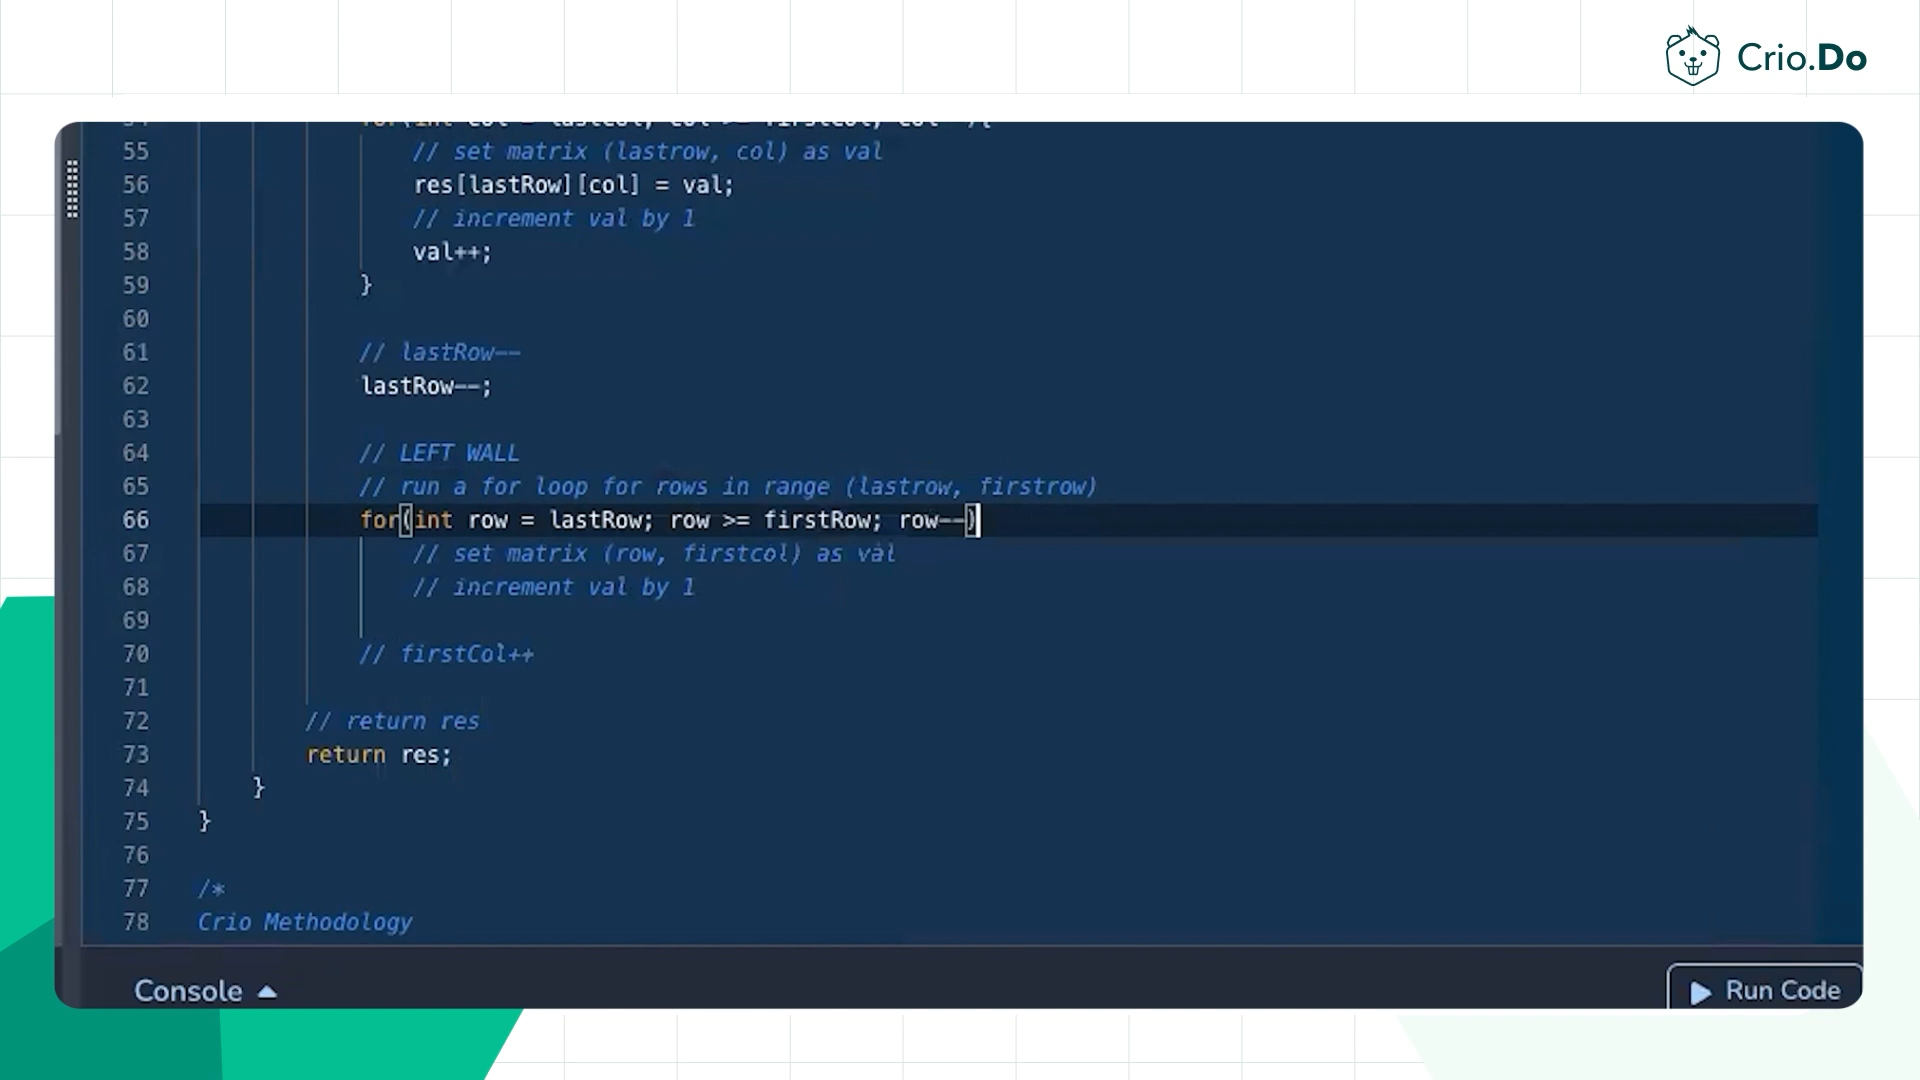 Crio.Do
55 // set matrix (lastrow, col) as val
56 res[lastRow][col] = val;
57 // increment val by 1
58 val++;
59 }
60
61 // lastRow--
62 lastRow--;
63
64 // LEFT WALL
65 // run a for loop for rows in range (lastrow, firstrow)
66 for(int row = lastRow; row >= firstRow; row--)
67 // set matrix (row, firstcol) as val
68 // increment val by 1
69
70 // firstCol++
71
72 // return res
73 return res;
74 }
75 }
76
77 /*
78 Crio Methodology
Console
Run Code